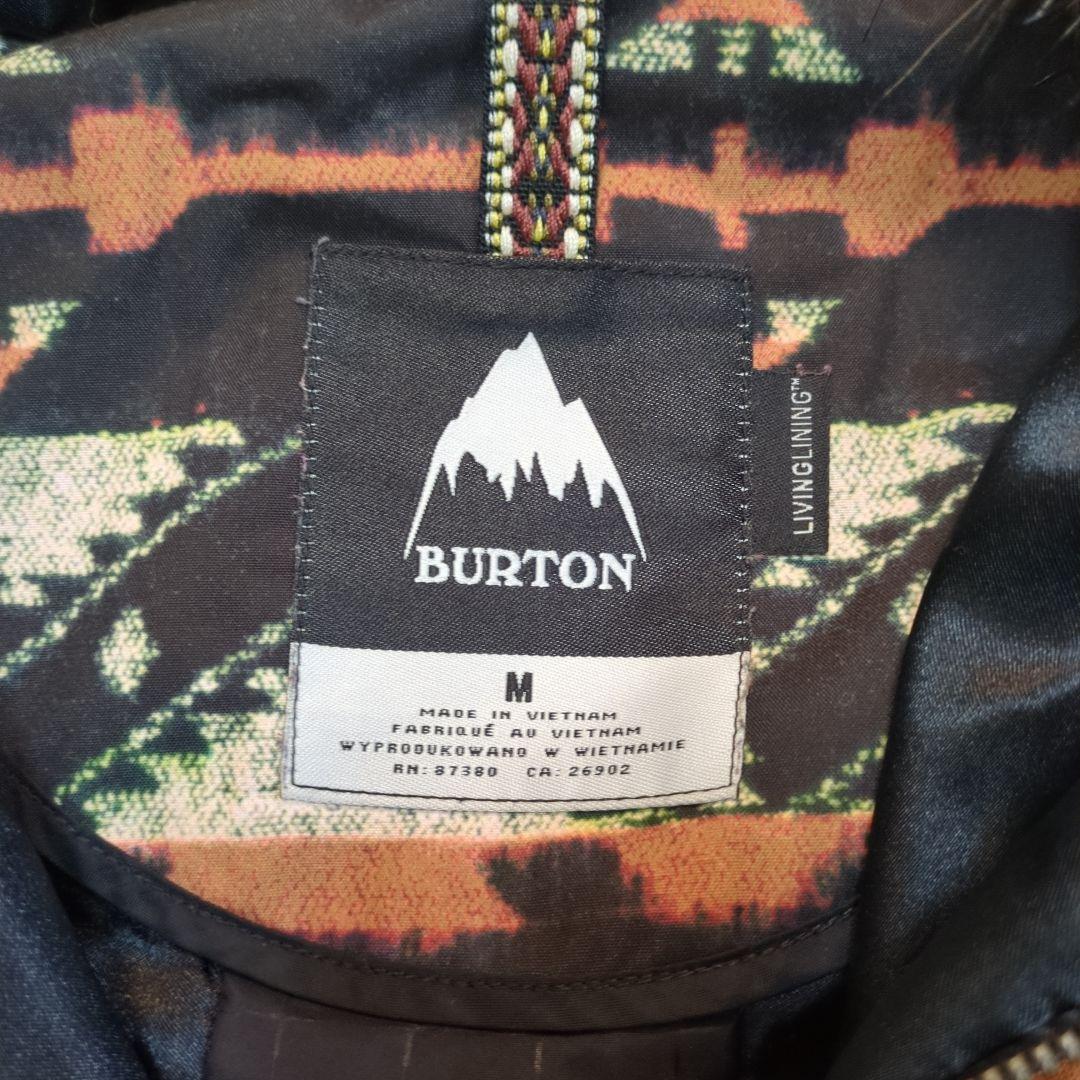 BURTON
LIVINGLINING™
M
MADE IN VIETNAM
FABRIQUÉ AU VIETNAM
WYPRODUKOWANO W WIETNAMIE
RN: 87380 CA: 26902